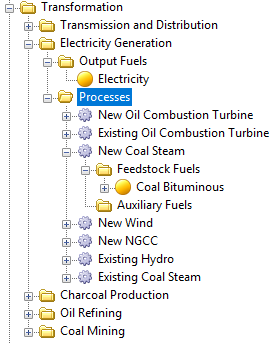 Transformation
Transmission and Distribution
Electricity Generation
Output Fuels
Electricity
Processes
New Oil Combustion Turbine
Existing Oil Combustion Turbine
New Coal Steam
Feedstock Fuels
Coal Bituminous
Auxiliary Fuels
New Wind
New NGCC
Existing Hydro
Existing Coal Steam
Charcoal Production
Oil Refining
Coal Mining